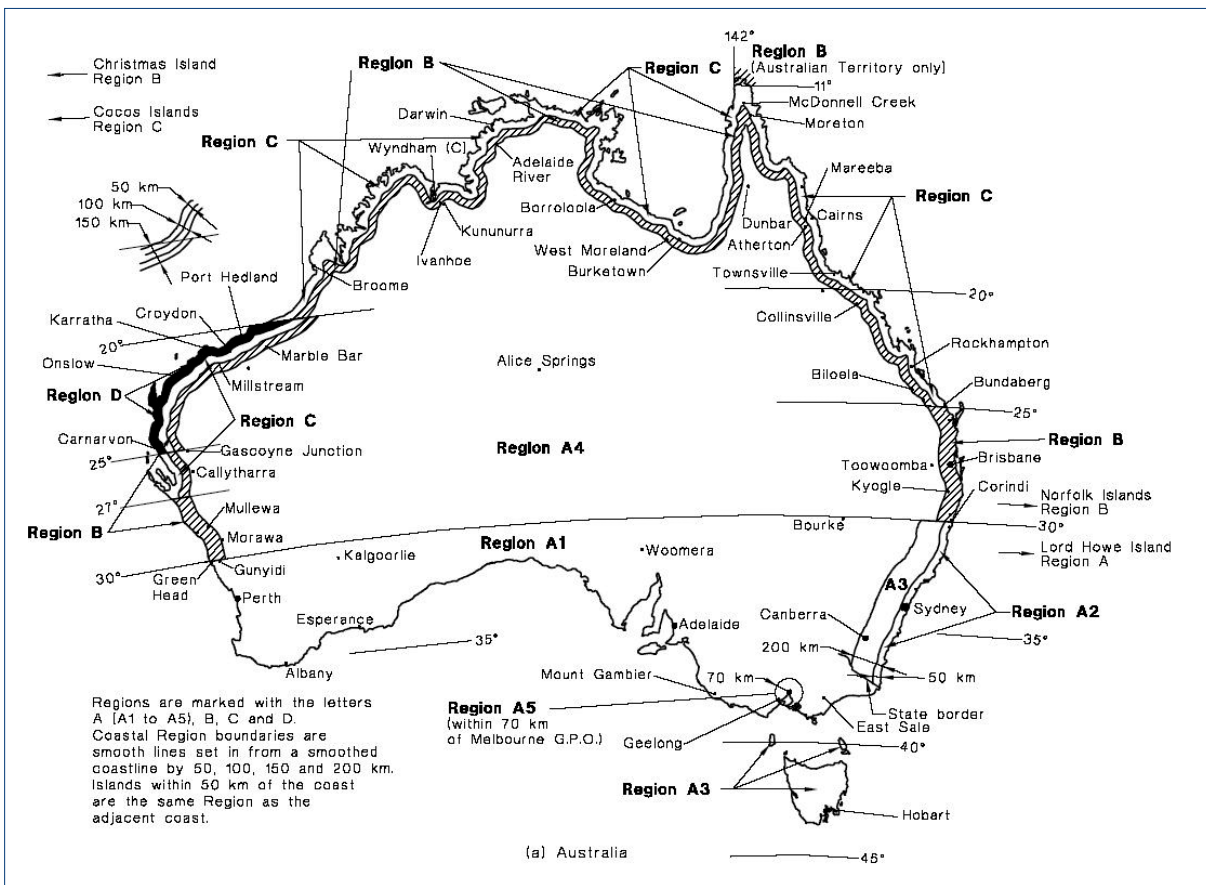 Christmas Island
Region B
Cocos Islands
Region C
142°
Region B
(Australian Territory only)
11°
McDonnell Creek
Moreton
Region B
Region C
Darwin
Region C
Wyndham (C)
Adelaide
River
Mareeba
Region C
50 km
100 km
150 km
Borroloola
Dunbar
Cairns
Kununurra
Atherton
West Moreland
Ivanhoe
Burketown
Townsville
Port Hedland
Broome
20°
Croydon
Collinsville
Karratha
20°
Marble Bar
Rockhampton
Onslow
Alice Springs
Millstream
Biloela
Region D
Bundaberg
Region C
25°
Carnarvon
Region A4
Region B
Gascoyne Junction
25°
Toowoomba
Brisbane
Callytharra
Kyogle
Corindi
27°
Norfolk Islands
Region B
Mullewa
Region B
Bourke
30°
Morawa
Region A1
Woomera
Kalgoorlie
Lord Howe Island
Region A
30°
Gunyidi
Green
Head
A3
Perth
Sydney
Region A2
Canberra
Esperance
Adelaide
35°
35°
200 km
Albany
Mount Gambier
70 km
50 km
Regions are marked with the letters
A (A1 to A5), B, C and D.
Coastal Region boundaries are
smooth lines set in from a smoothed
coastline by 50, 100, 150 and 200 km.
Islands within 50 km of the coast
are the same Region as the
adjacent coast.
Region A5
(within 70 km
of Melbourne G.P.O.)
State border
East Sale
Geelong
40°
Region A3
Hobart
(a) Australia
45°